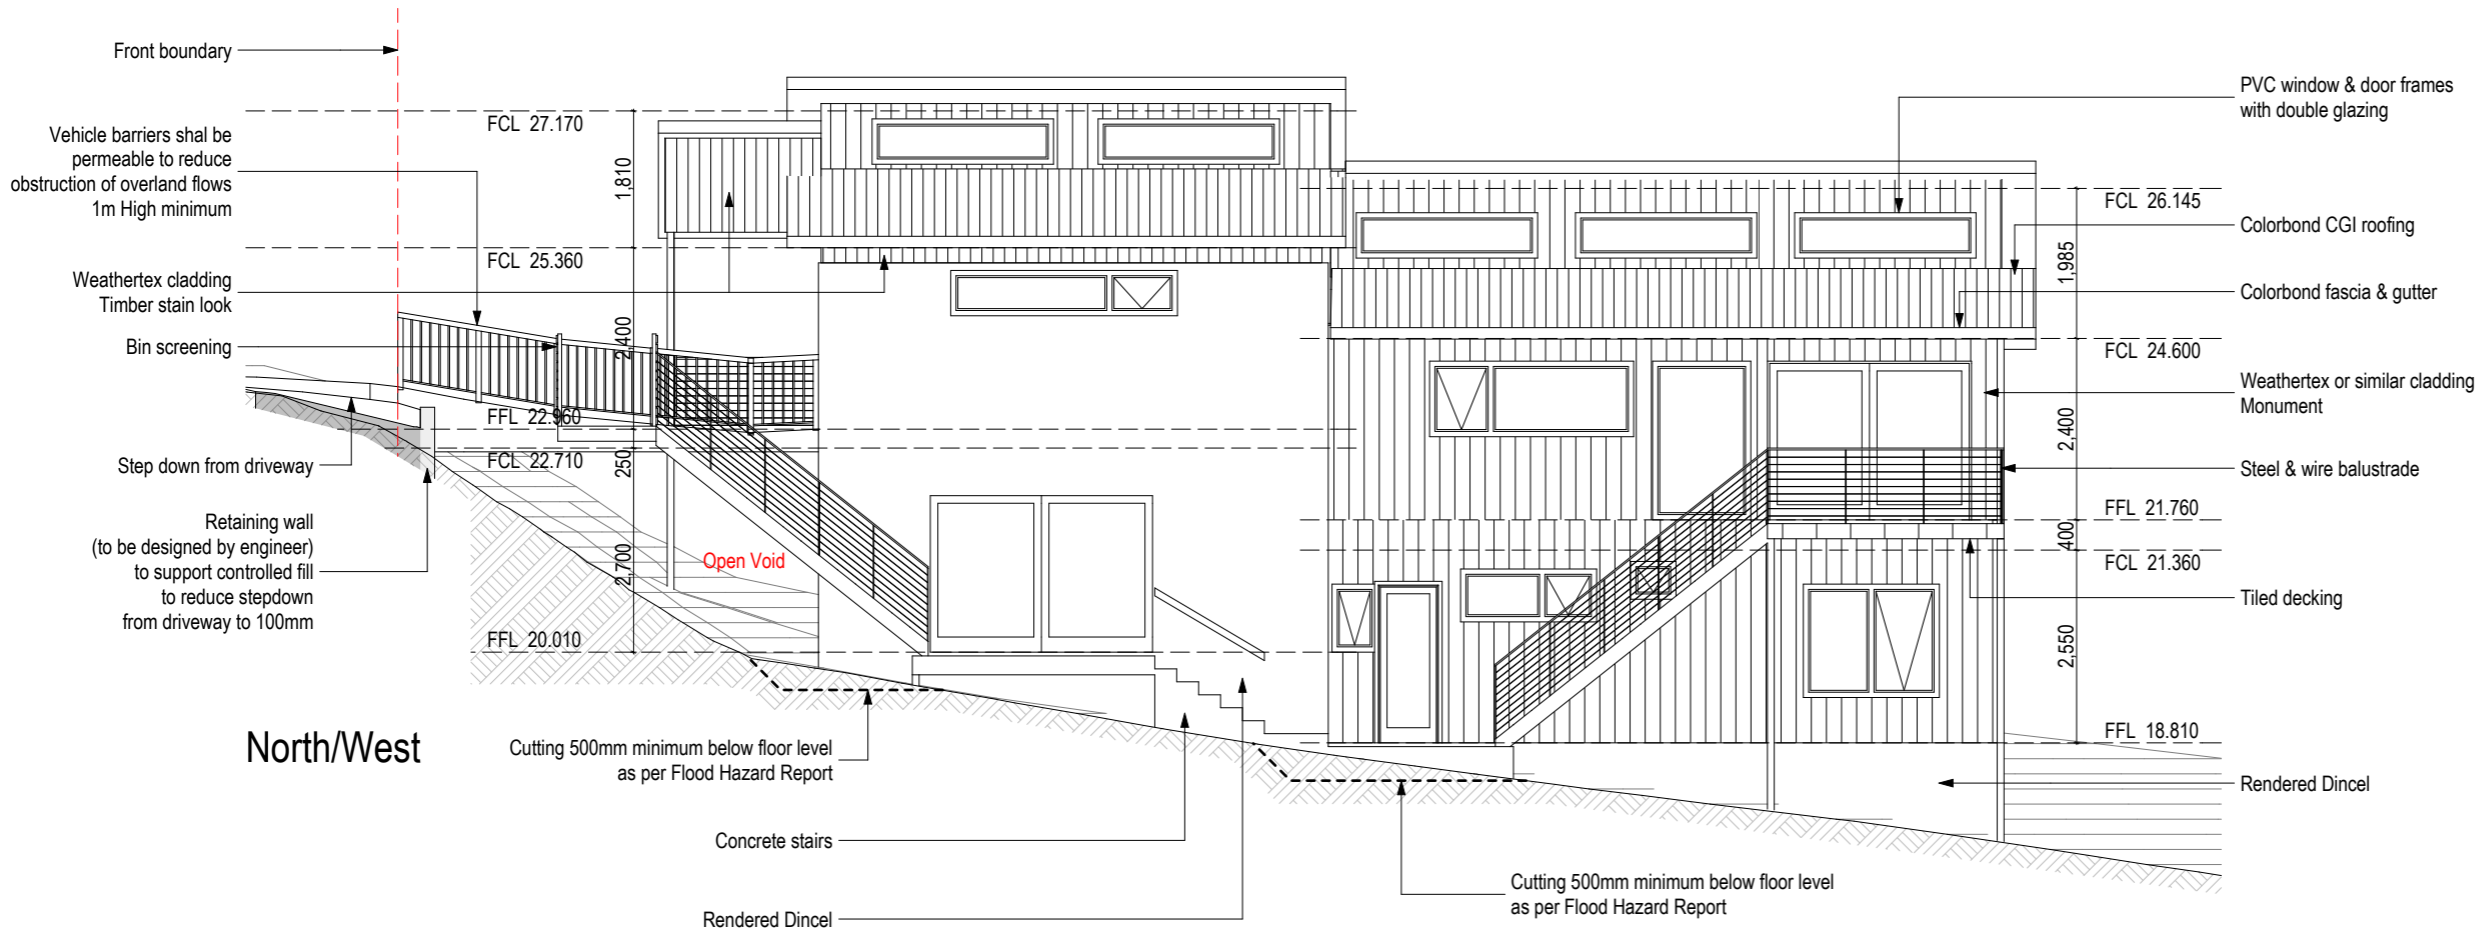 Front boundary
Vehicle barriers shal be
permeable to reduce
obstruction of overland flows
1m High minimum
Weathertex cladding
Timber stain look
Bin screening
Step down from driveway
Retaining wall
(to be designed by engineer)
to support controlled fill
to reduce stepdown
from driveway to 100mm
North/West
FCL 27.170
1,810
FCL 25.360
2,400
FFL 22.960
250
FCL 22.710
2,700
FFL 20.010
Open Void
Cutting 500mm minimum below floor level
as per Flood Hazard Report
Concrete stairs
Rendered Dincel
Cutting 500mm minimum below floor level
as per Flood Hazard Report
FCL 26.145
1,985
FCL 24.600
2,400
FFL 21.760
400
FCL 21.360
2,550
FFL 18.810
PVC window & door frames
with double glazing
Colorbond CGI roofing
Colorbond fascia & gutter
Weathertex or similar cladding
Monument
Steel & wire balustrade
Tiled decking
Rendered Dincel